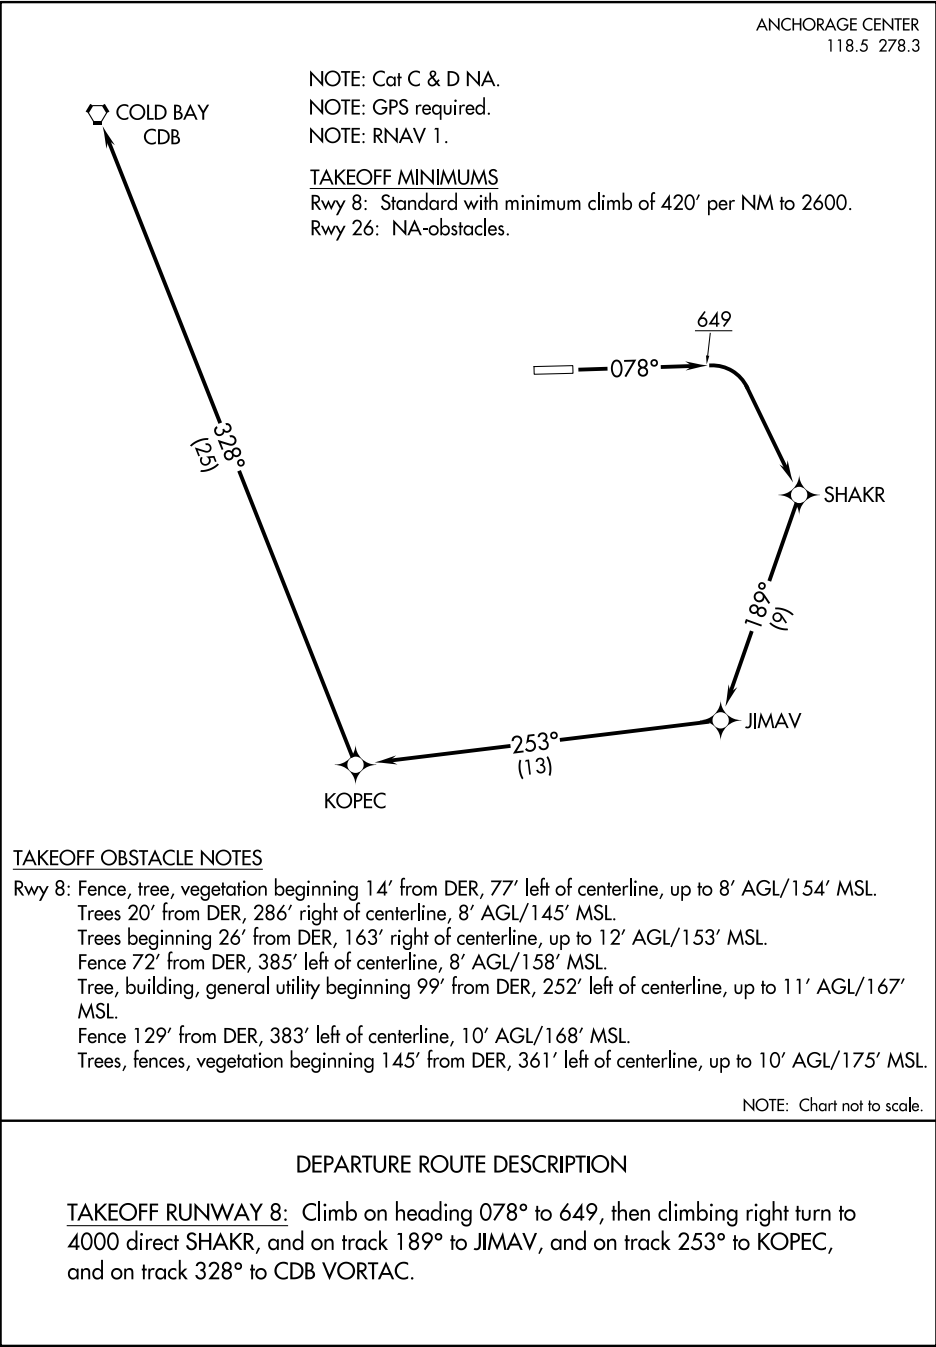 ANCHORAGE CENTER
118.5 278.3
NOTE: Cat C & D NA.
NOTE: GPS required.
NOTE: RNAV 1.
COLD BAY
CDB
TAKEOFF MINIMUMS
Rwy 8: Standard with minimum climb of 420' per NM to 2600.
Rwy 26: NA-obstacles.
649
078°
328°
(25)
SHAKR
189°
(9)
JIMAV
253°
(13)
KOPEC
TAKEOFF OBSTACLE NOTES
Rwy 8: Fence, tree, vegetation beginning 14' from DER, 77' left of centerline, up to 8' AGL/154' MSL.
Trees 20' from DER, 286' right of centerline, 8' AGL/145' MSL.
Trees beginning 26' from DER, 163' right of centerline, up to 12' AGL/153' MSL.
Fence 72' from DER, 385' left of centerline, 8' AGL/158' MSL.
Tree, building, general utility beginning 99' from DER, 252' left of centerline, up to 11' AGL/167'
MSL.
Fence 129' from DER, 383' left of centerline, 10' AGL/168' MSL.
Trees, fences, vegetation beginning 145' from DER, 361' left of centerline, up to 10' AGL/175' MSL.
NOTE: Chart not to scale.
DEPARTURE ROUTE DESCRIPTION
TAKEOFF RUNWAY 8: Climb on heading 078° to 649, then climbing right turn to
4000 direct SHAKR, and on track 189° to JIMAV, and on track 253° to KOPEC,
and on track 328° to CDB VORTAC.